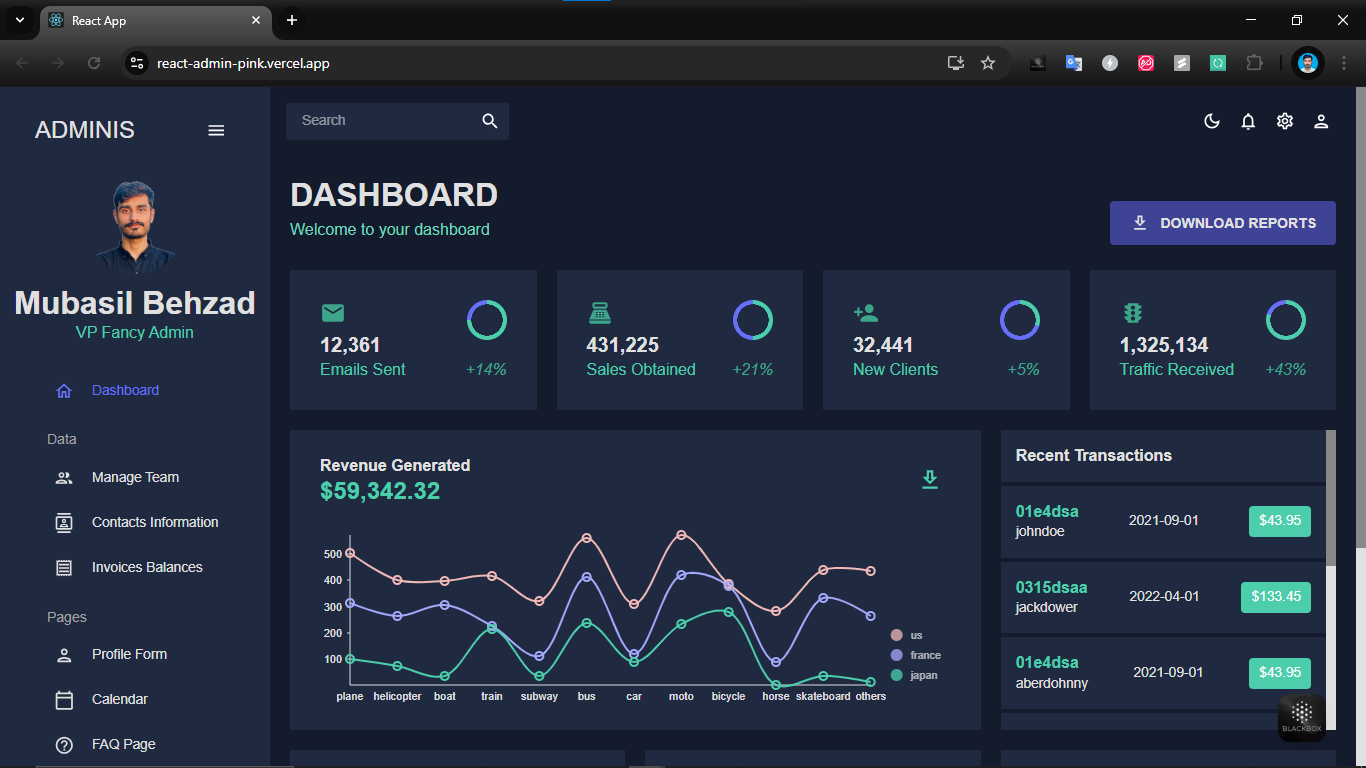 React App
react-admin-pink.vercel.app
ADMINIS
Search
Mubasil Behzad
VP Fancy Admin
Dashboard
Data
Manage Team
Contacts Information
Invoices Balances
Pages
Profile Form
Calendar
FAQ Page
DASHBOARD
Welcome to your dashboard
DOWNLOAD REPORTS
12,361
Emails Sent +14%
431,225
Sales Obtained +21%
32,441
New Clients +5%
1,325,134
Traffic Received +43%
Revenue Generated
$59,342.32
500
400
300
200
100
plane helicopter boat train subway bus car moto bicycle horse skateboard others
us
france
japan
Recent Transactions
01e4dsa
johndoe
2021-09-01
$43.95
0315dsaa
jackdower
2022-04-01
$133.45
01e4dsa
aberdohnny
2021-09-01
$43.95
BLACKBOX